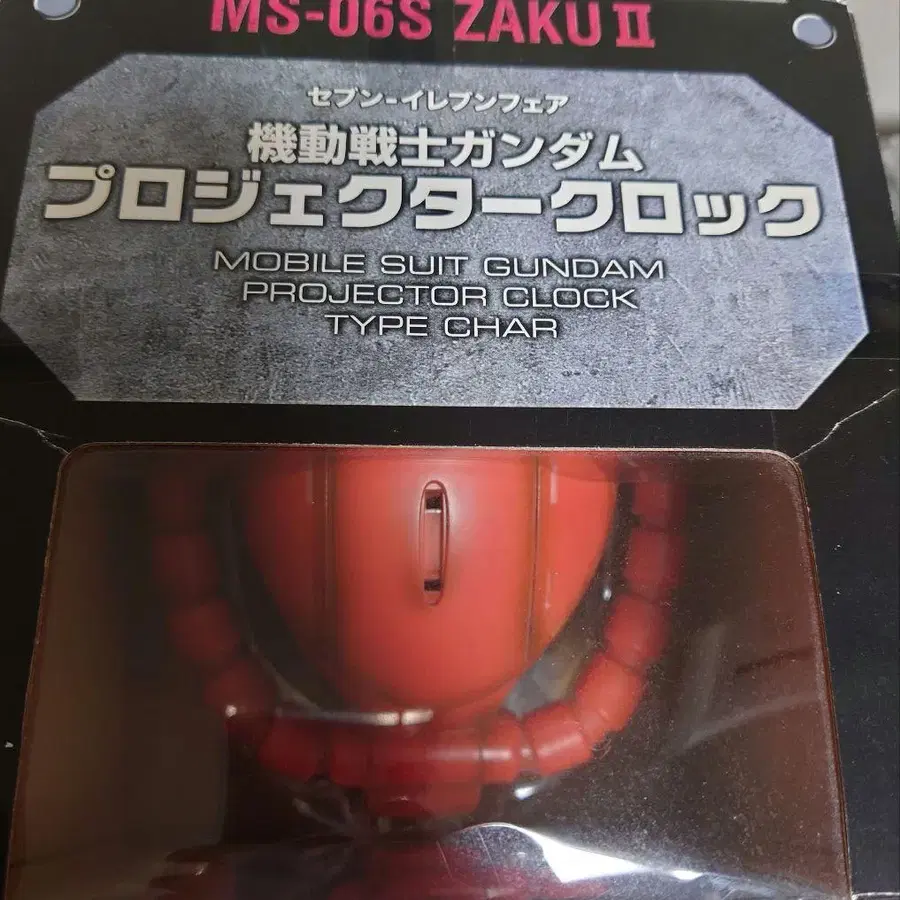 MS-06S ZAKU II
セブン-イレブンフェア
機動戦士ガンダム
プロジェクタークロック
MOBILE SUIT GUNDAM
PROJECTOR CLOCK
TYPE CHAR